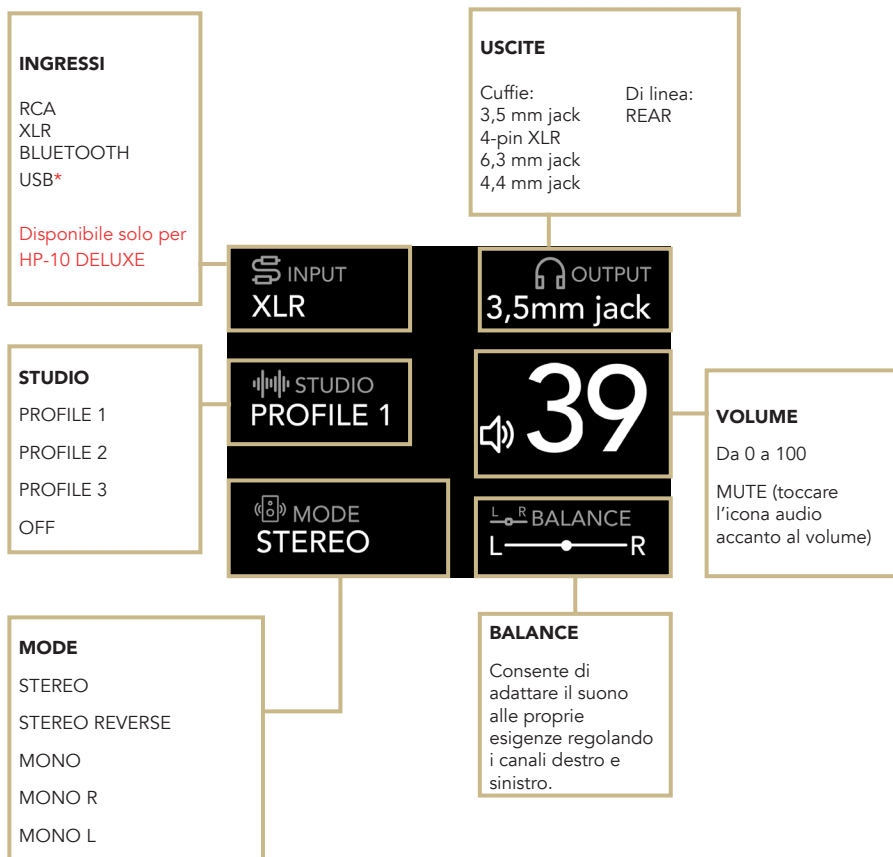 INGRESSI
RCA
XLR
BLUETOOTH
USB*
Disponibile solo per
HP-10 DELUXE
USCITE
Cuffie:
3,5 mm jack
4-pin XLR
6,3 mm jack
4,4 mm jack
Di linea:
REAR
INPUT
XLR
OUTPUT
3,5mm jack
STUDIO
PROFILE 1
PROFILE 2
PROFILE 3
OFF
STUDIO
PROFILE 1
39
VOLUME
Da 0 a 100
MUTE (toccare
l'icona audio
accanto al volume)
MODE
STEREO
L R BALANCE
L R
MODE
STEREO
STEREO REVERSE
MONO
MONO R
MONO L
BALANCE
Consente di
adattare il suono
alle proprie
esigenze regolando
i canali destro e
sinistro.